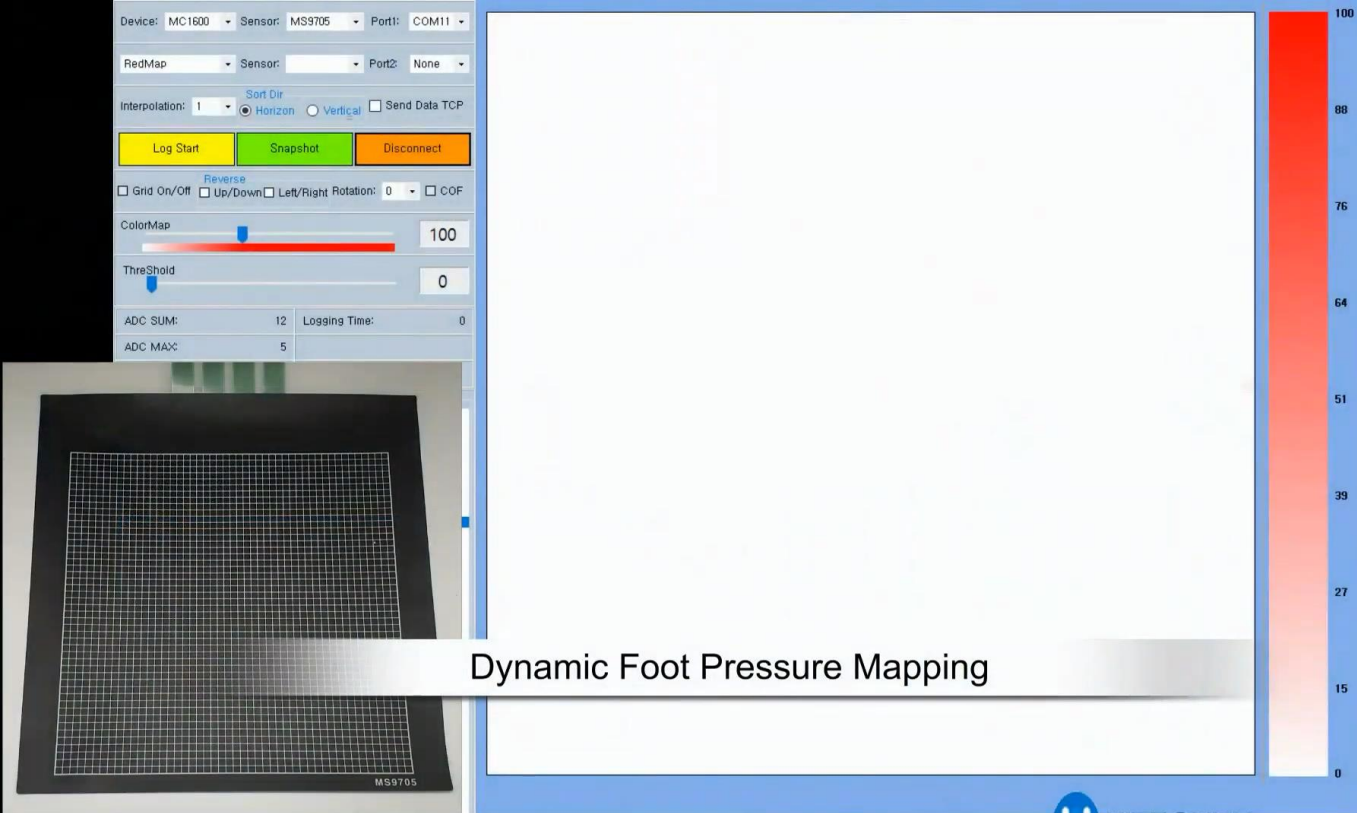 Device: MC1600 Sensor: MS9705 Port1: COM11
RedMap Sensor: Port2: None
Sort Dir
Interpolation: 1 Horizon Vertical Send Data TCP
Log Start Snapshot Disconnect
Reverse
Grid On/Off Up/Down Left/Right Rotation: 0 COF
ColorMap
100
ThreShold
0
ADC SUM: 12 Logging Time: 0
ADC MAX: 5
MS9705
Dynamic Foot Pressure Mapping
100
88
76
64
51
39
27
15
0